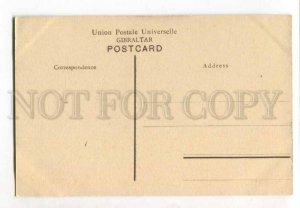 Union Postale Universelle
GIBRALTAR
POSTCARD
Correspondence
Address
NOT FOR COPY